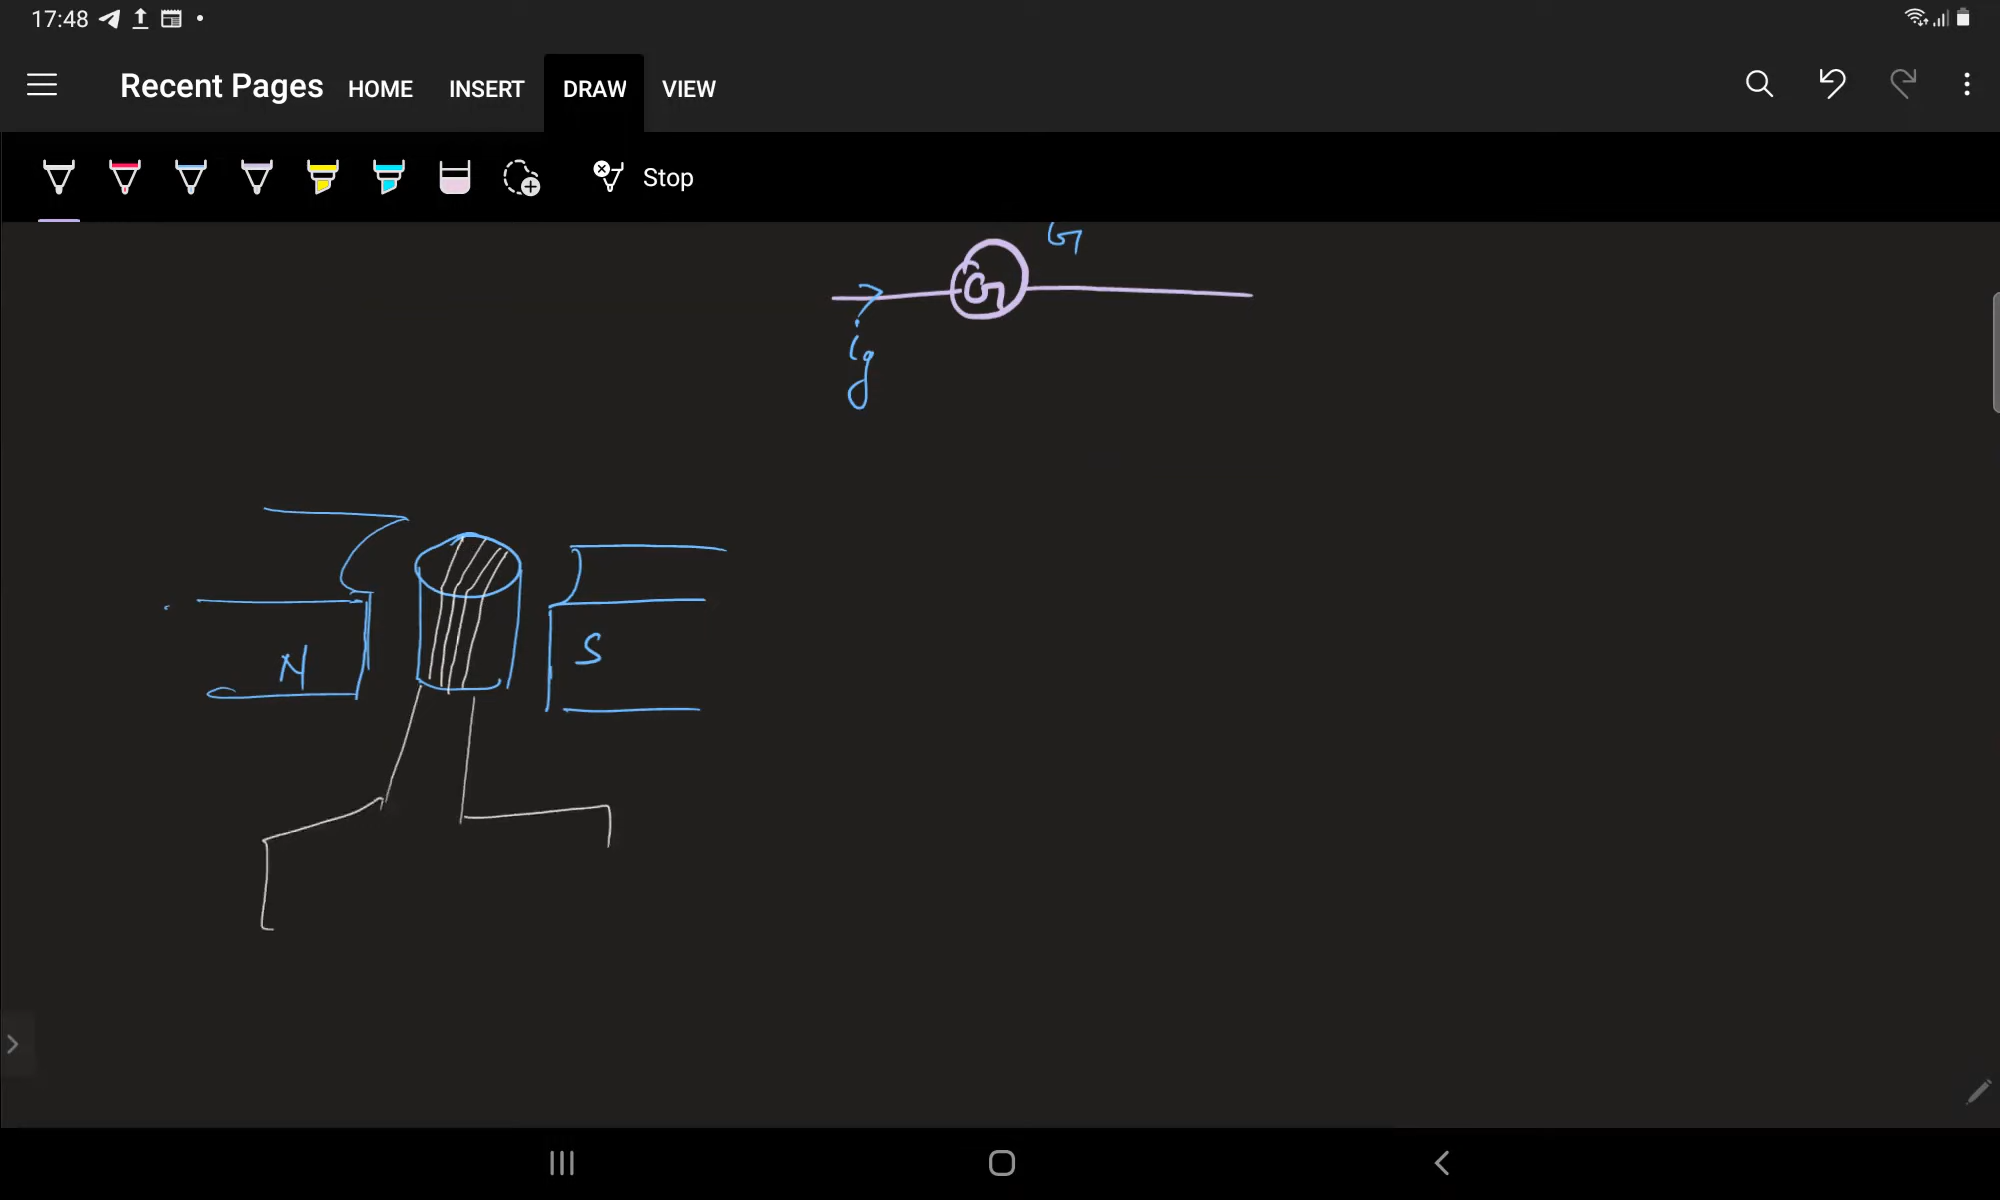 17:48
Recent Pages HOME INSERT DRAW VIEW
Stop
G
G
ig
N S